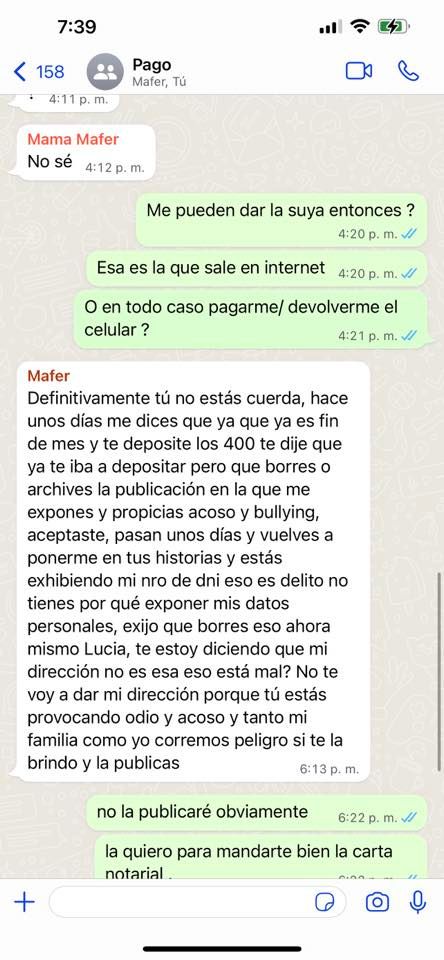 7:39
158
Pago
Mafer, Tú
4:11 p. m.
Mama Mafer
No sé 4:12 p. m.
Me pueden dar la suya entonces ?
4:20 p. m.
Esa es la que sale en internet 4:20 p. m.
O en todo caso pagarme/ devolverme el
celular ? 4:21 p. m.
Mafer
Definitivamente tú no estás cuerda, hace
unos días me dices que ya que ya es fin
de mes y te deposite los 400 te dije que
ya te iba a depositar pero que borres o
archives la publicación en la que me
expones y propicias acoso y bullying,
aceptaste, pasan unos días y vuelves a
ponerme en tus historias y estás
exhibiendo mi nro de dni eso es delito no
tienes por qué exponer mis datos
personales, exijo que borres eso ahora
mismo Lucia, te estoy diciendo que mi
dirección no es esa eso está mal? No te
voy a dar mi dirección porque tú estás
provocando odio y acoso y tanto mi
familia como yo corremos peligro si te la
brindo y la publicas 6:13 p. m.
no la publicaré obviamente 6:22 p. m.
la quiero para mandarte bien la carta
notarial .